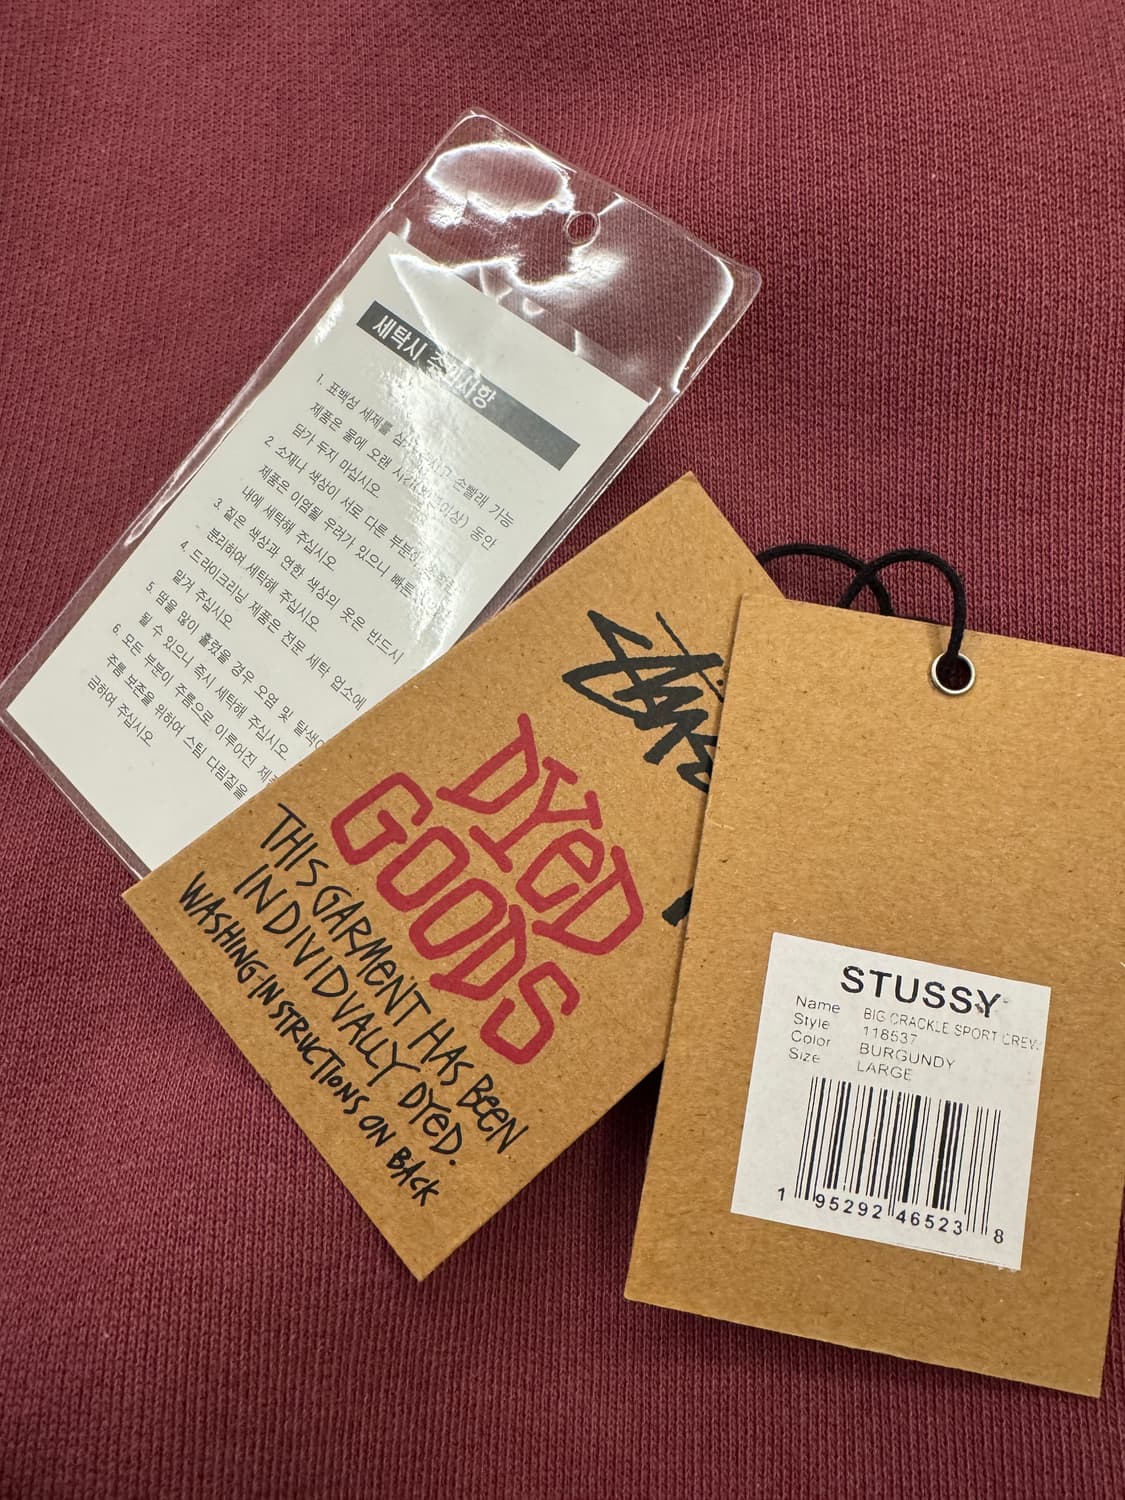 세탁시 주의사항
1. 표백성 세제를 손빨래 가능
제품은 물에 오랜 동안
담가 두지 마십시오.
2. 소재나 색상이 서로 다른
제품은 이염될 우려가 있으니 빠른
내에 세탁해 주십시오.
3. 짙은 색상과 연한 색상의 옷은 반드시
분리하여 세탁해 주십시오.
4. 드라이크리닝 제품은 전문 세탁 업소에
맡겨 주십시오.
5. 땀을 많이 흘렸을 경우 오염 및
될 수 있으니 즉시 세탁해 주십시오.
6. 모든 부분이 주름으로 이루어진
주름 보존을 위하여 스팀 다림질을
금하여 주십시오.
Stüssy
DYED
GOODS
THIS GARMENT HAS BEEN
INDIVIDUALLY DYED.
WASHING INSTRUCTIONS ON BACK
STUSSY
Name BIG CRACKLE SPORT CREW
Style 118537
Color BURGUNDY
Size LARGE
1 95292 46523 8